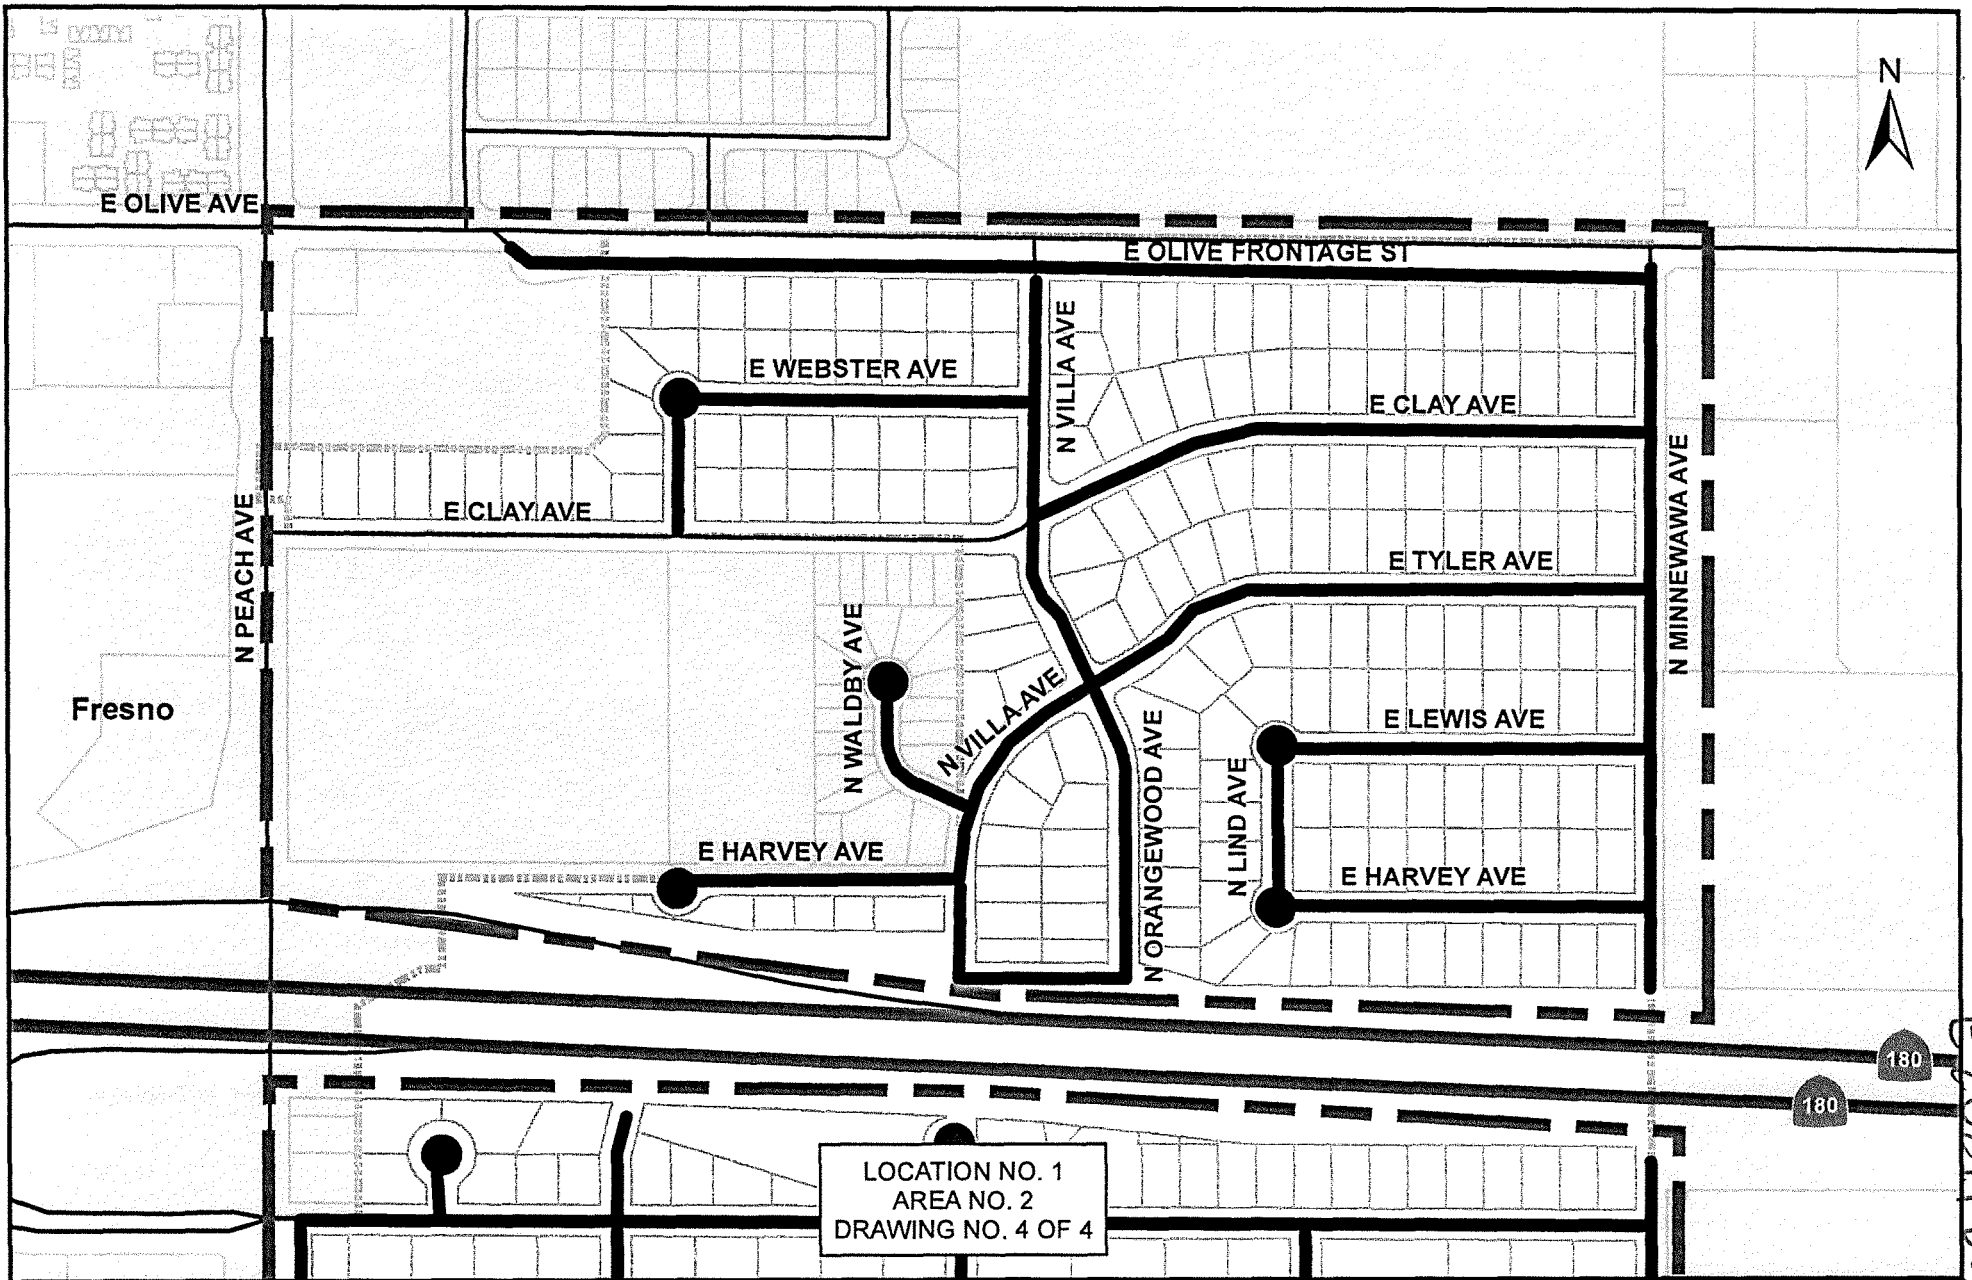 N
E OLIVE AVE
E OLIVE FRONTAGE ST
N VILLA AVE
E WEBSTER AVE
E CLAY AVE
E CLAY AVE
N PEACH AVE
N MINNEWAWA AVE
E TYLER AVE
N WALDBY AVE
N VILLA AVE
Fresno
E LEWIS AVE
N ORANGEWOOD AVE
N LIND AVE
E HARVEY AVE
E HARVEY AVE
180
180
LOCATION NO. 1
AREA NO. 2
DRAWING NO. 4 OF 4